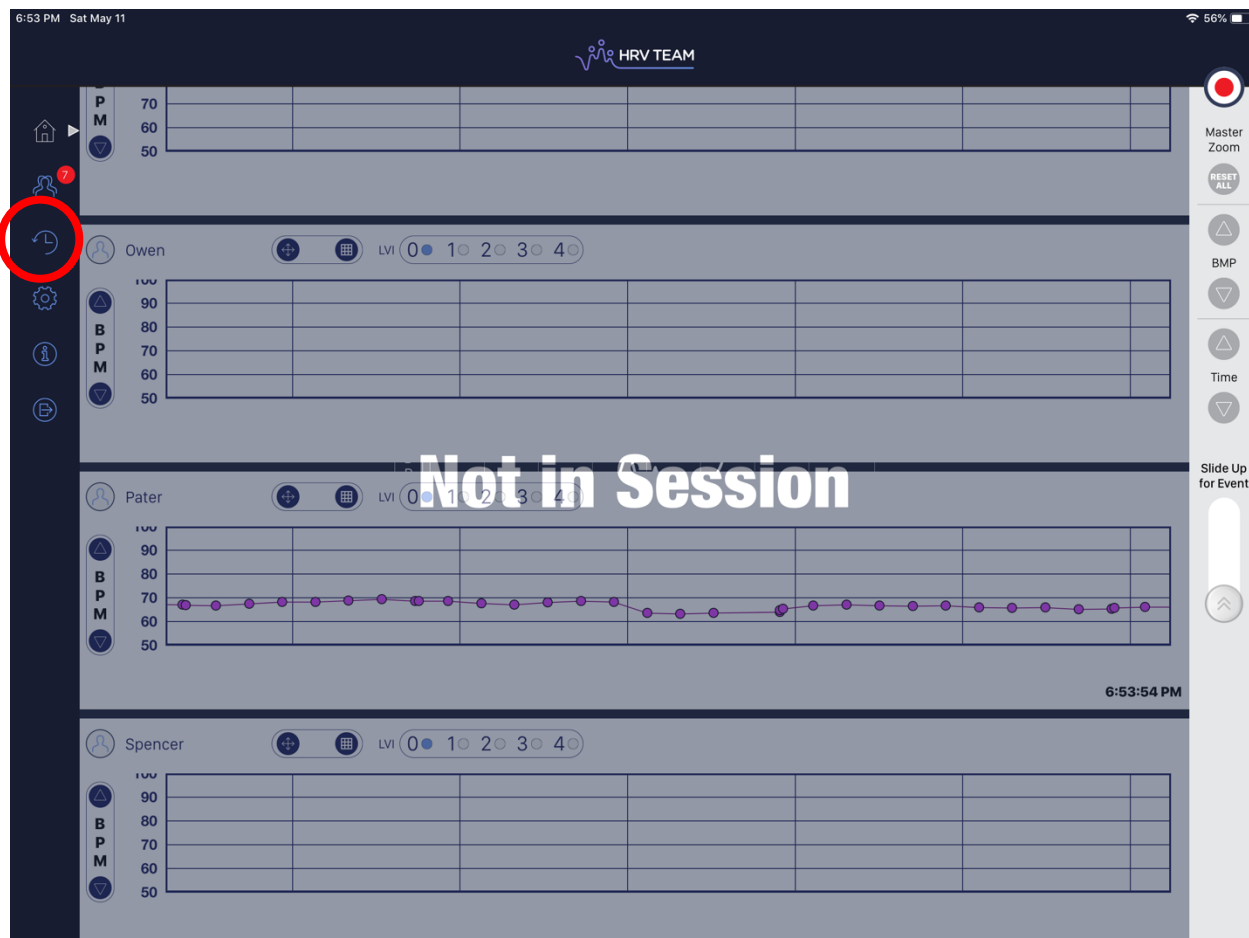 6:53 PM Sat May 11
56%
HRV TEAM
B
P
M
70
60
50
7
Owen
LVI 0 1 2 3 4
100
90
80
70
60
50
B
P
M
Not in Session
Pater
LVI 0 1 2 3 4
100
90
80
70
60
50
B
P
M
6:53:54 PM
Spencer
LVI 0 1 2 3 4
100
90
80
70
60
50
B
P
M
Master
Zoom
RESET
ALL
BMP
Time
Slide Up
for Event